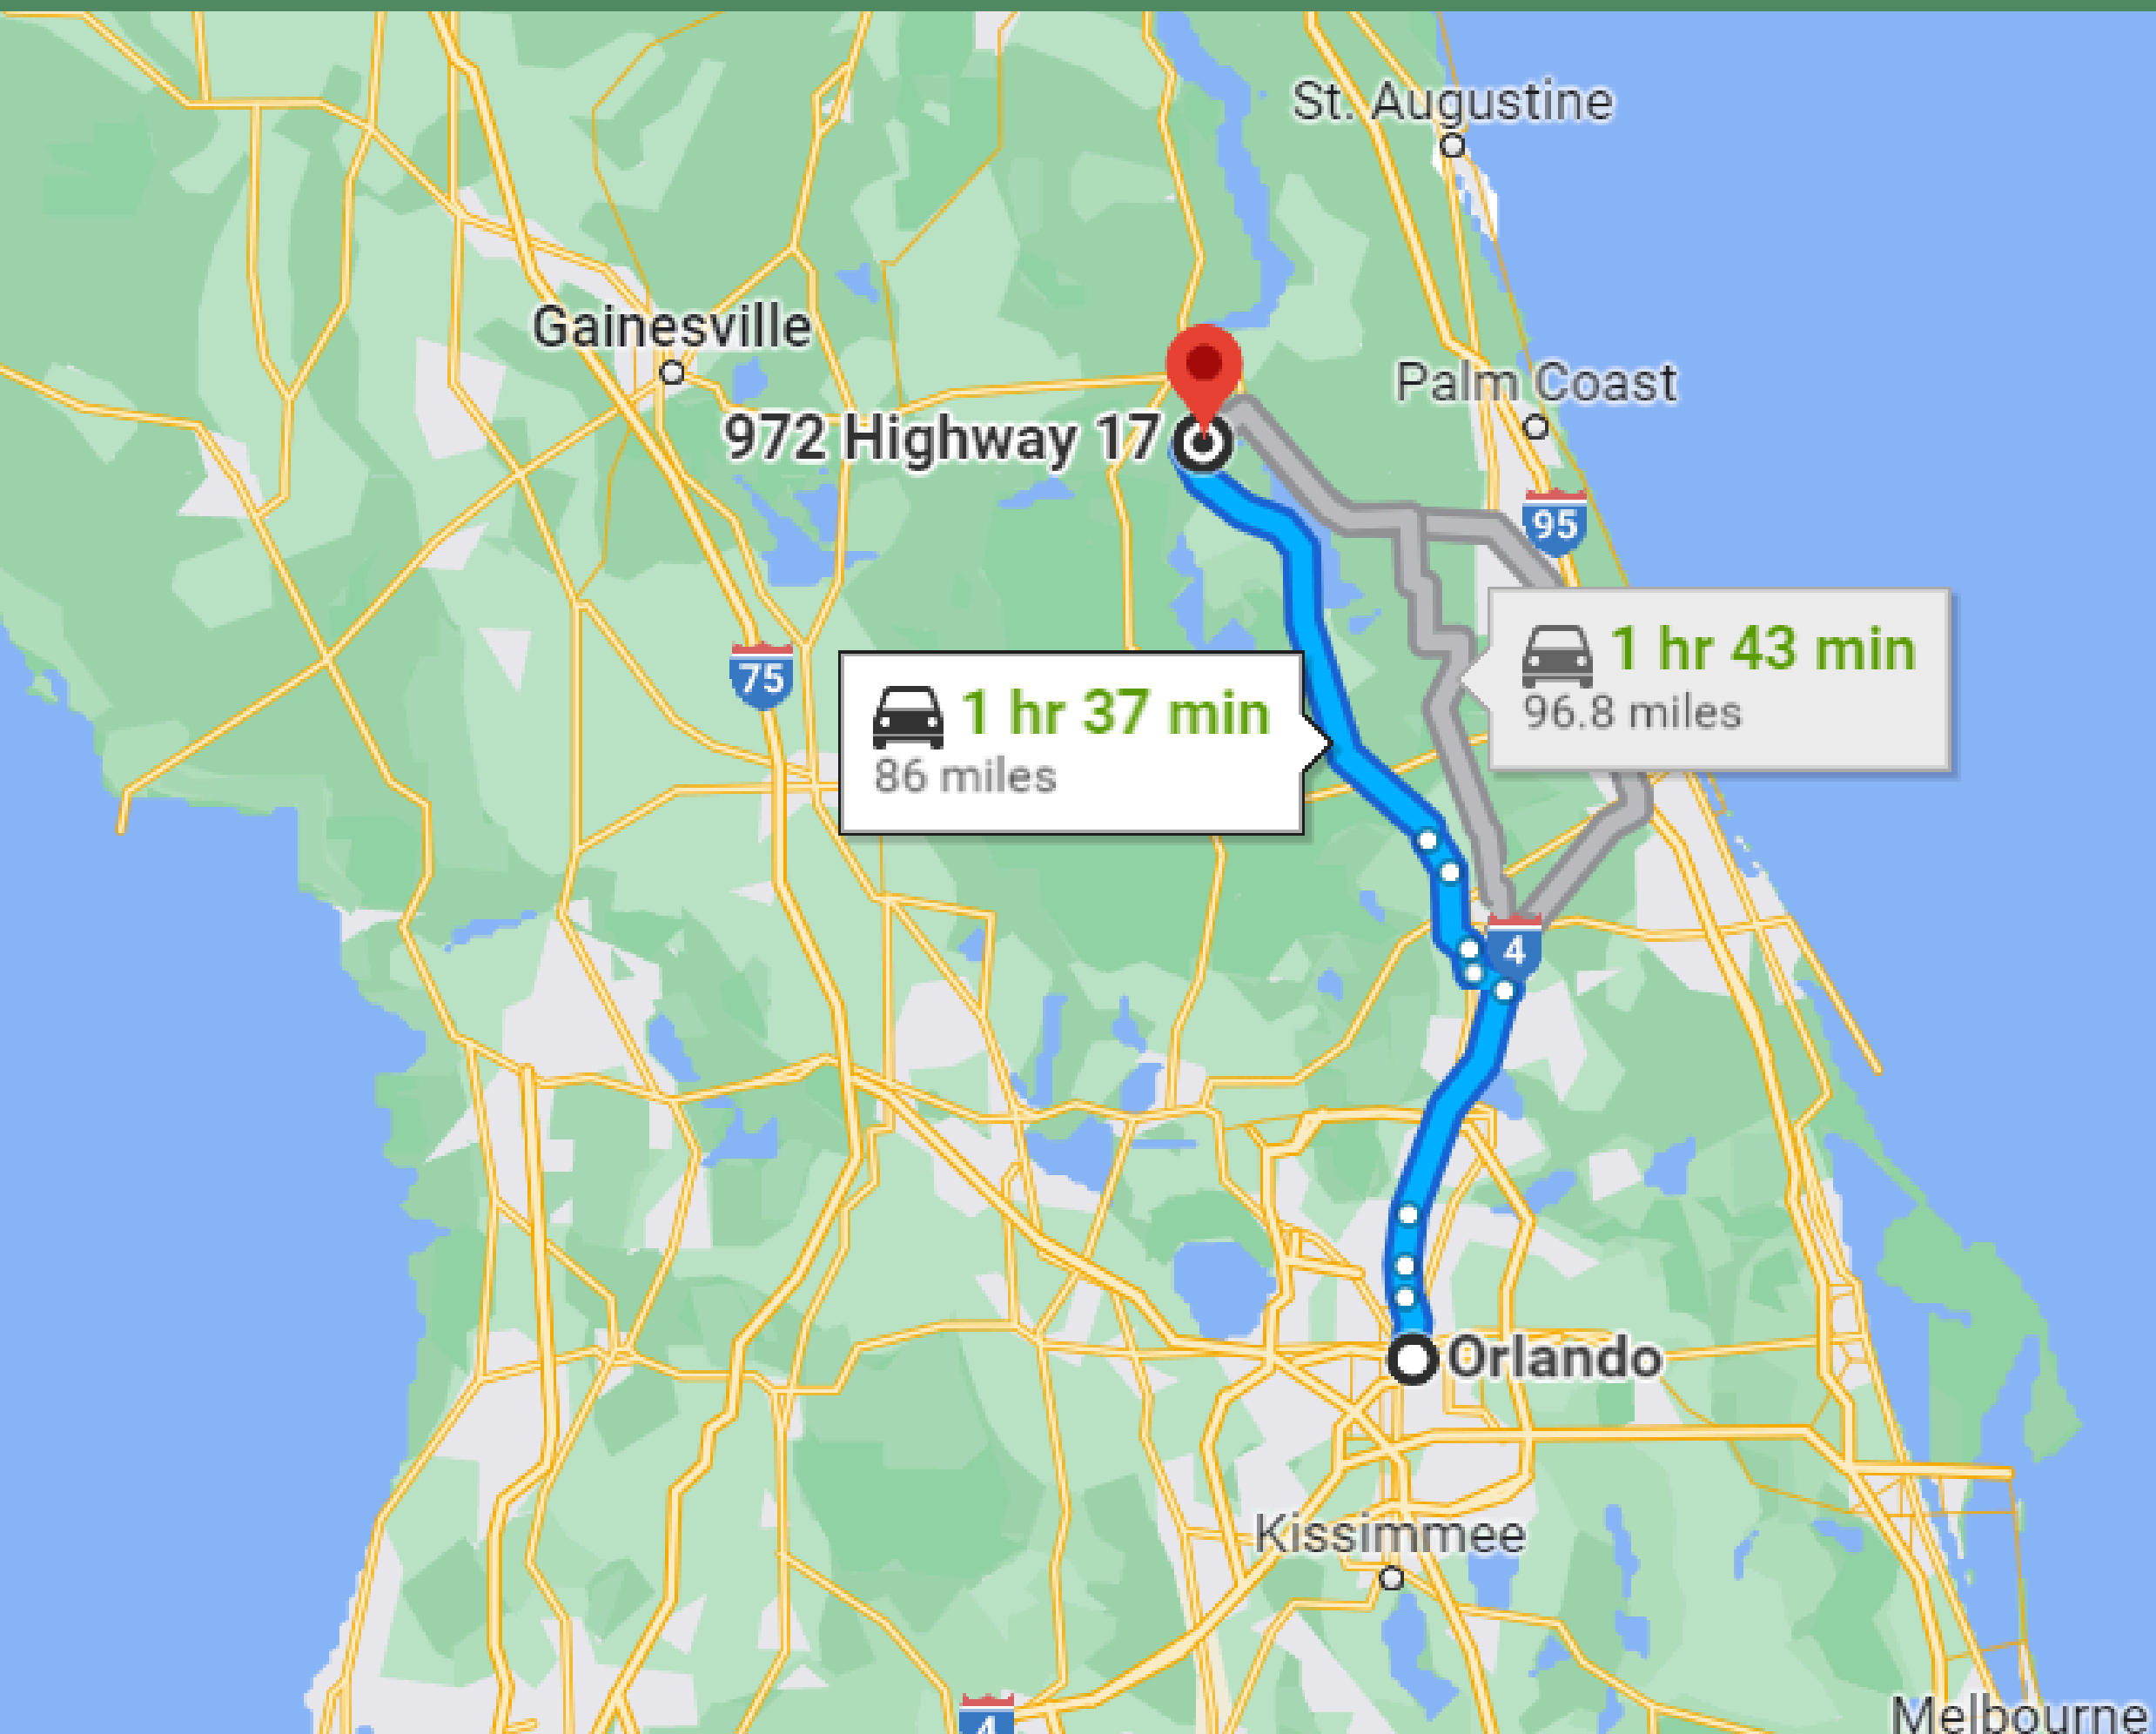 St. Augustine
Gainesville
Palm Coast
972 Highway 17
95
1 hr 43 min
96.8 miles
75
1 hr 37 min
86 miles
4
Orlando
Kissimmee
4
Melbourne